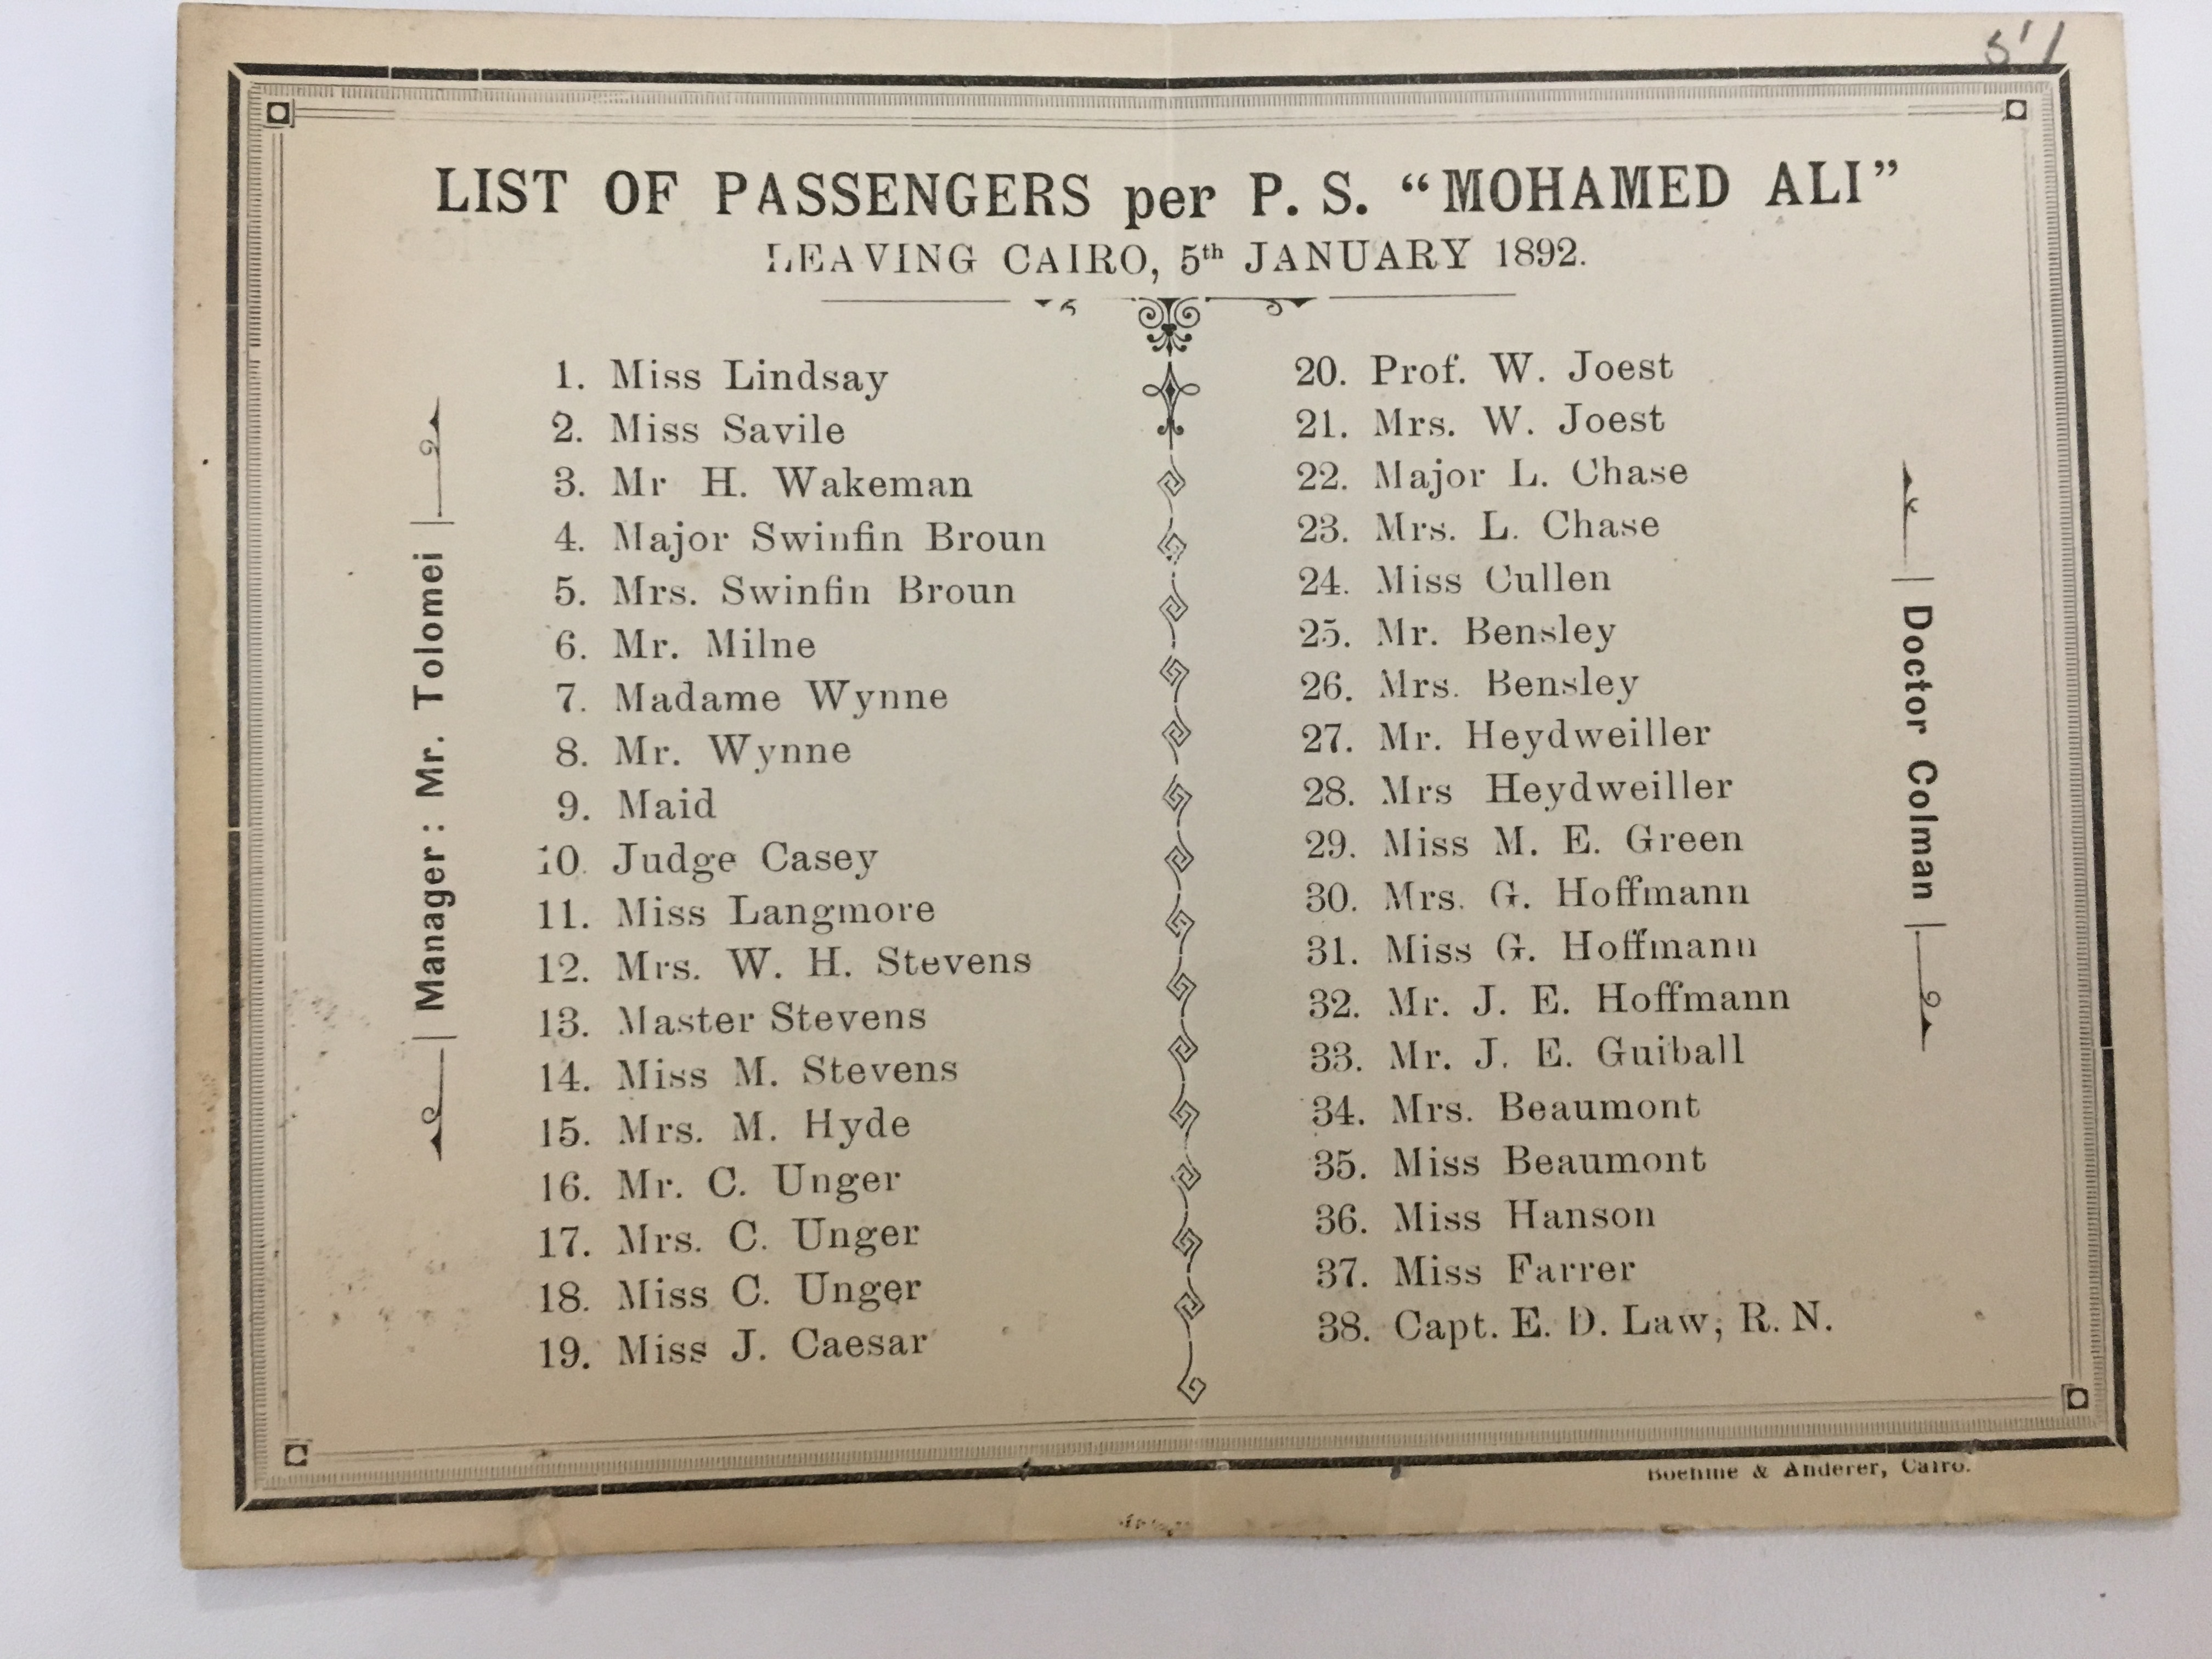 5'/
LIST OF PASSENGERS per P. S. “MOHAMED ALI”
LEAVING CAIRO, 5th JANUARY 1892.
Manager: Mr. Tolomei
1. Miss Lindsay
2. Miss Savile
3. Mr H. Wakeman
4. Major Swinfin Broun
5. Mrs. Swinfin Broun
6. Mr. Milne
7. Madame Wynne
8. Mr. Wynne
9. Maid
10. Judge Casey
11. Miss Langmore
12. Mrs. W. H. Stevens
13. Master Stevens
14. Miss M. Stevens
15. Mrs. M. Hyde
16. Mr. C. Unger
17. Mrs. C. Unger
18. Miss C. Unger
19. Miss J. Caesar
20. Prof. W. Joest
21. Mrs. W. Joest
22. Major L. Chase
23. Mrs. L. Chase
24. Miss Cullen
25. Mr. Bensley
26. Mrs. Bensley
27. Mr. Heydweiller
28. Mrs Heydweiller
29. Miss M. E. Green
30. Mrs. G. Hoffmann
31. Miss G. Hoffmann
32. Mr. J. E. Hoffmann
33. Mr. J. E. Guiball
34. Mrs. Beaumont
35. Miss Beaumont
36. Miss Hanson
37. Miss Farrer
38. Capt. E. D. Law, R. N.
Doctor Colman
Boehme & Anderer, Cairo.